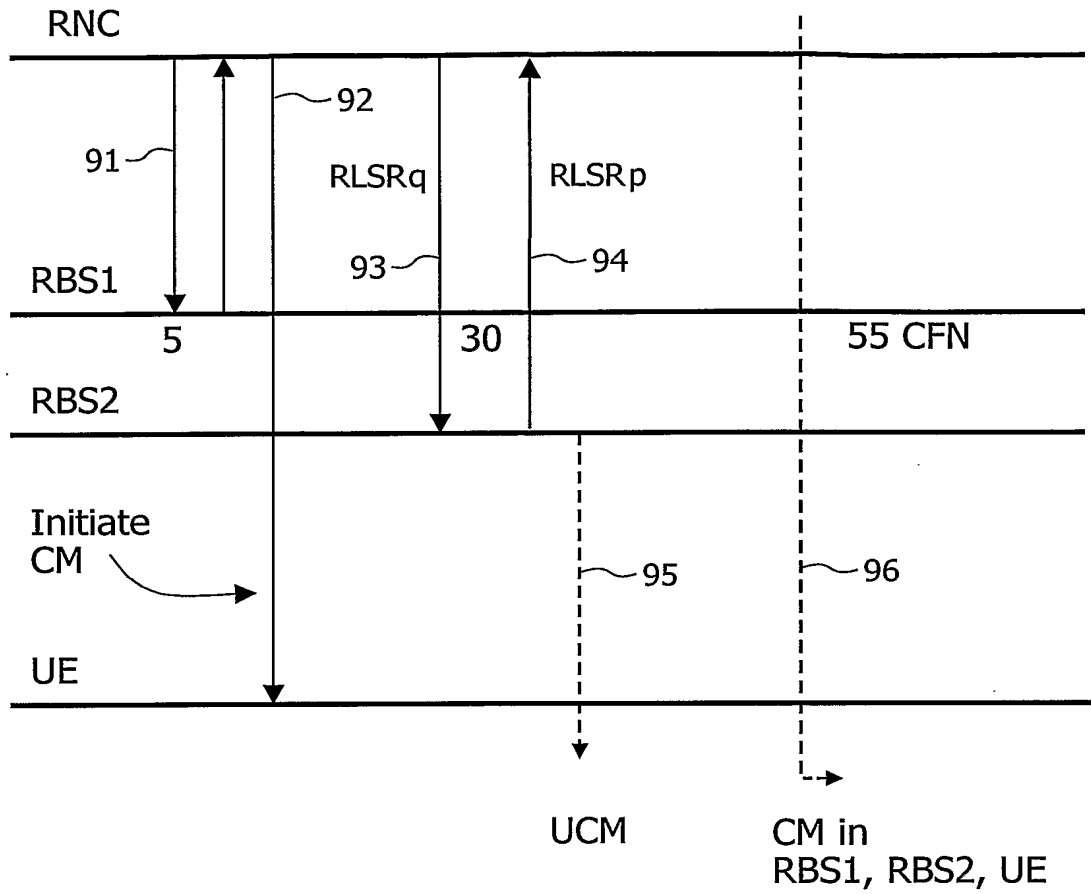 RNC
92
91
RLSRq
RLSRp
93
94
RBS1
5
30
55 CFN
RBS2
Initiate
CM
95
96
UE
UCM
CM in
RBS1, RBS2, UE